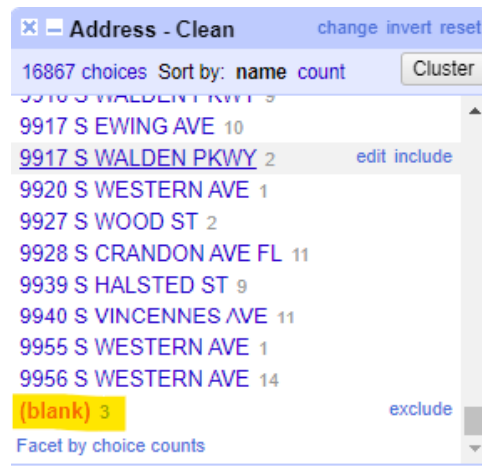 Address - Clean change invert reset
16867 choices Sort by: name count Cluster
S WALDEN PKWY
9917 S EWING AVE 10
9917 S WALDEN PKWY 2 edit include
9920 S WESTERN AVE 1
9927 S WOOD ST 2
9928 S CRANDON AVE FL 11
9939 S HALSTED ST 9
9940 S VINCENNES AVE 11
9955 S WESTERN AVE 1
9956 S WESTERN AVE 14
(blank) 3 exclude
Facet by choice counts